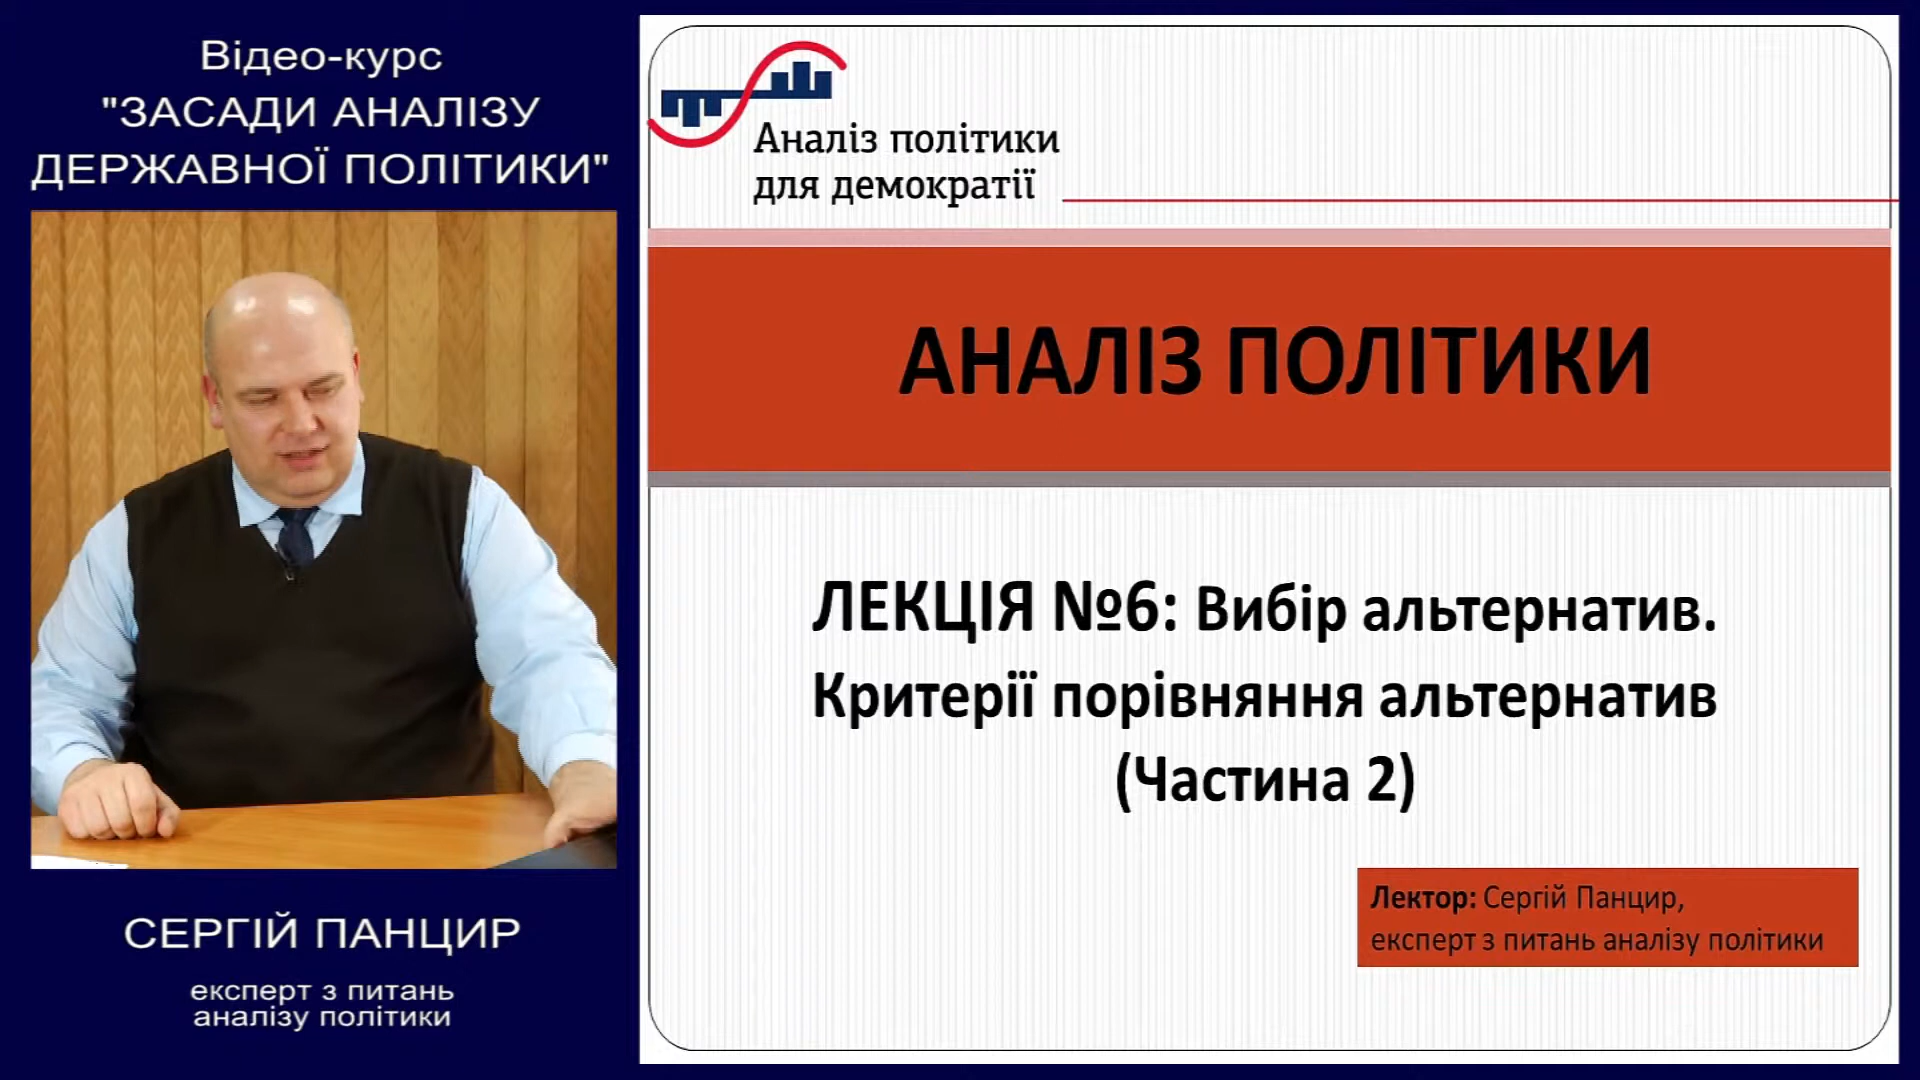 Відео-курс
"ЗАСАДИ АНАЛІЗУ
ДЕРЖАВНОЇ ПОЛІТИКИ"
СЕРГІЙ ПАНЦИР
експерт з питань
аналізу політики
Аналіз політики
для демократії
АНАЛІЗ ПОЛІТИКИ
ЛЕКЦІЯ №6: Вибір альтернатив.
Критерії порівняння альтернатив
(Частина 2)
Лектор: Сергій Панцир,
експерт з питань аналізу політики